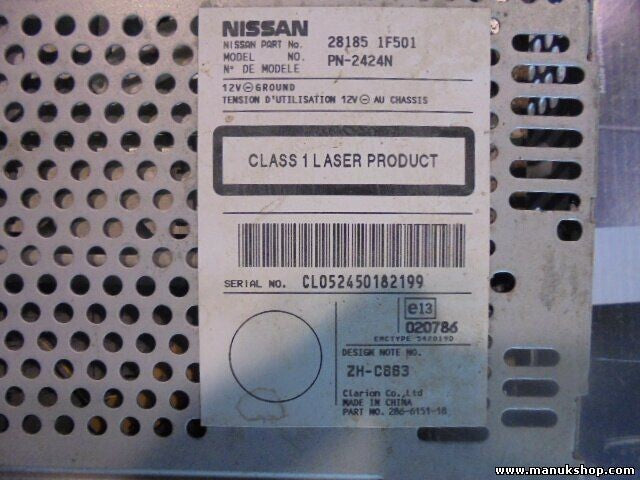 NISSAN
NISSAN PART No. 28185 1F501
MODEL NO. PN-2424N
N° DE MODELE
12V ⊖ GROUND
TENSION D'UTILISATION 12V ⊖ AU CHASSIS
CLASS 1 LASER PRODUCT
SERIAL NO. CL052450182199
e13
020786
EMCTYPE
DESIGN NOTE NO.
ZH-C883
Clarion Co.,Ltd
MADE IN CHINA
PART NO. 286-6151-18
www.manukshop.com